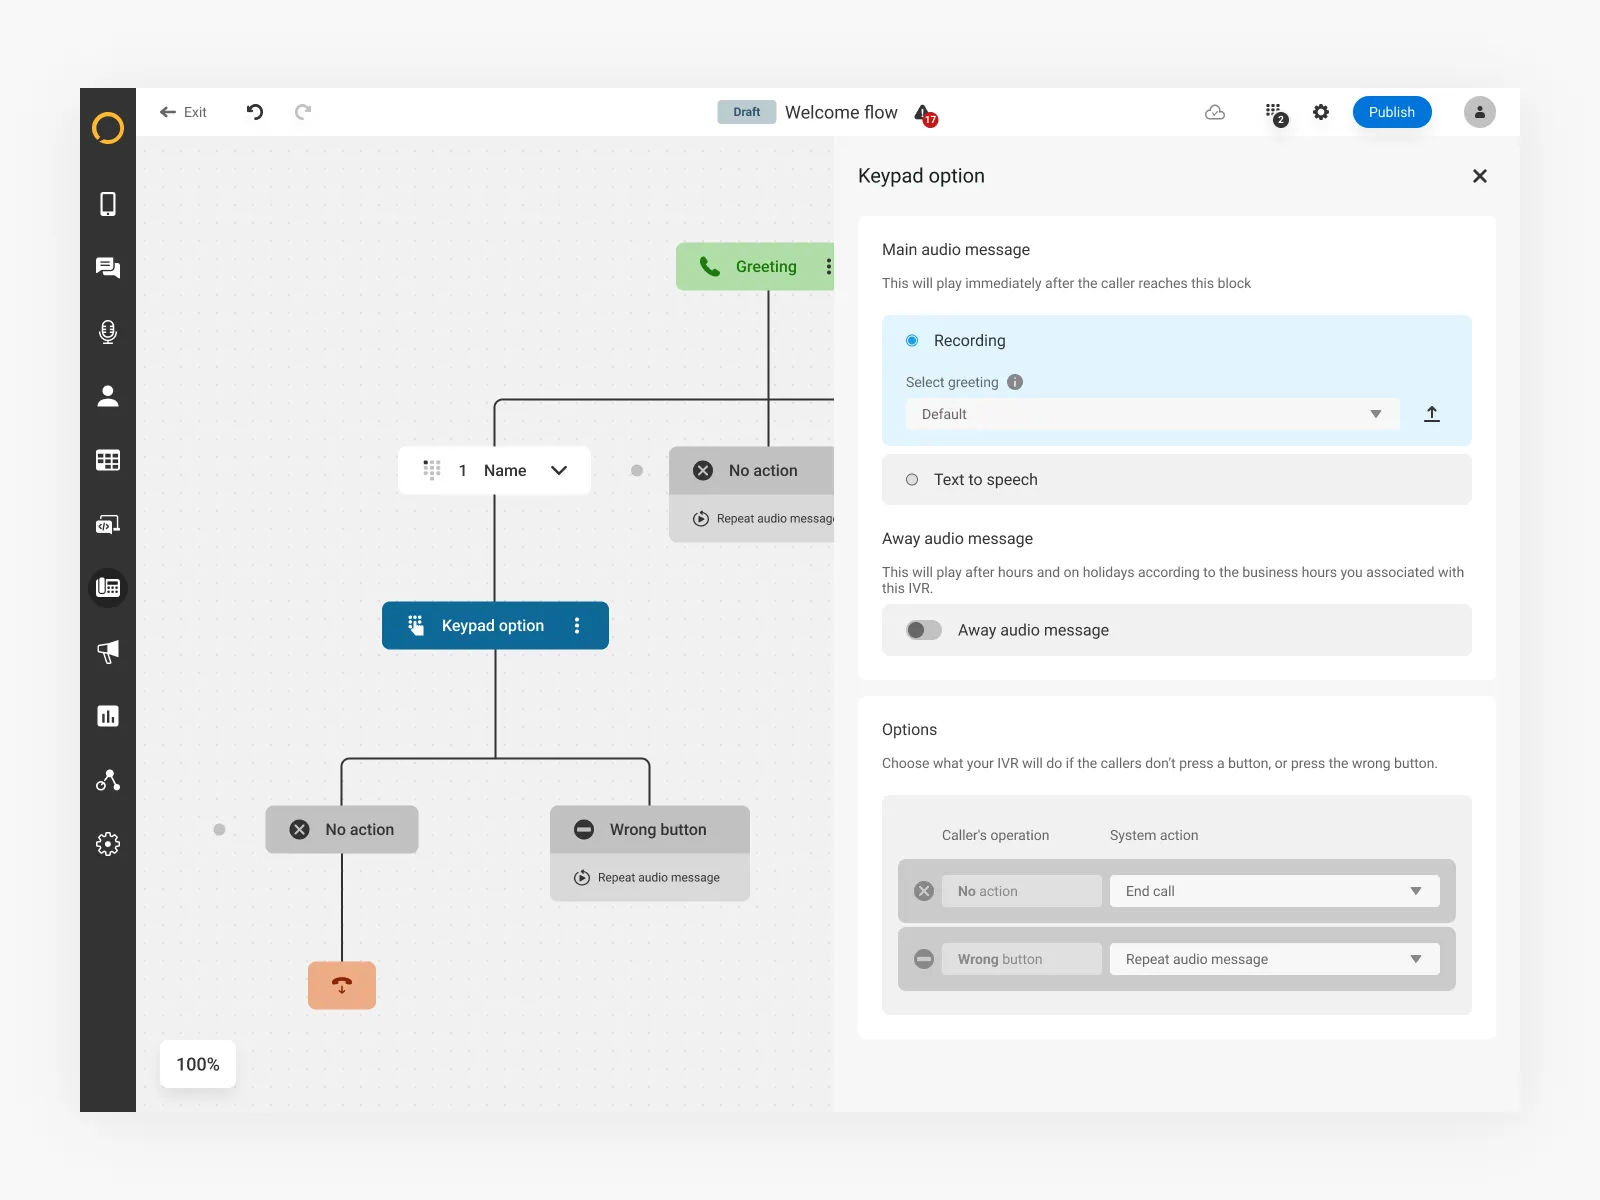 Exit
Draft
Welcome flow
17
2
Publish
Keypad option
Main audio message
This will play immediately after the caller reaches this block
Recording
Select greeting
Default
Text to speech
Away audio message
This will play after hours and on holidays according to the business hours you associated with
this IVR.
Away audio message
Options
Choose what your IVR will do if the callers don't press a button, or press the wrong button.
Caller's operation System action
No action End call
Wrong button Repeat audio message
Greeting
1 Name
No action
Repeat audio message
Keypad option
No action
Wrong button
Repeat audio message
100%